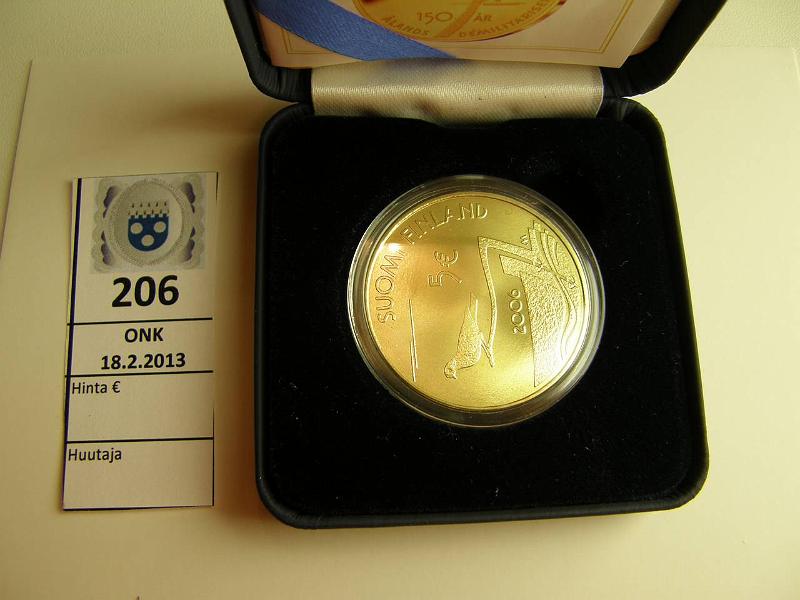 150 ÅR
ÅLANDS DEMILITARISERING
206
ONK
18.2.2013
Hinta €
Huutaja
SUOMI FINLAND
5€
2006